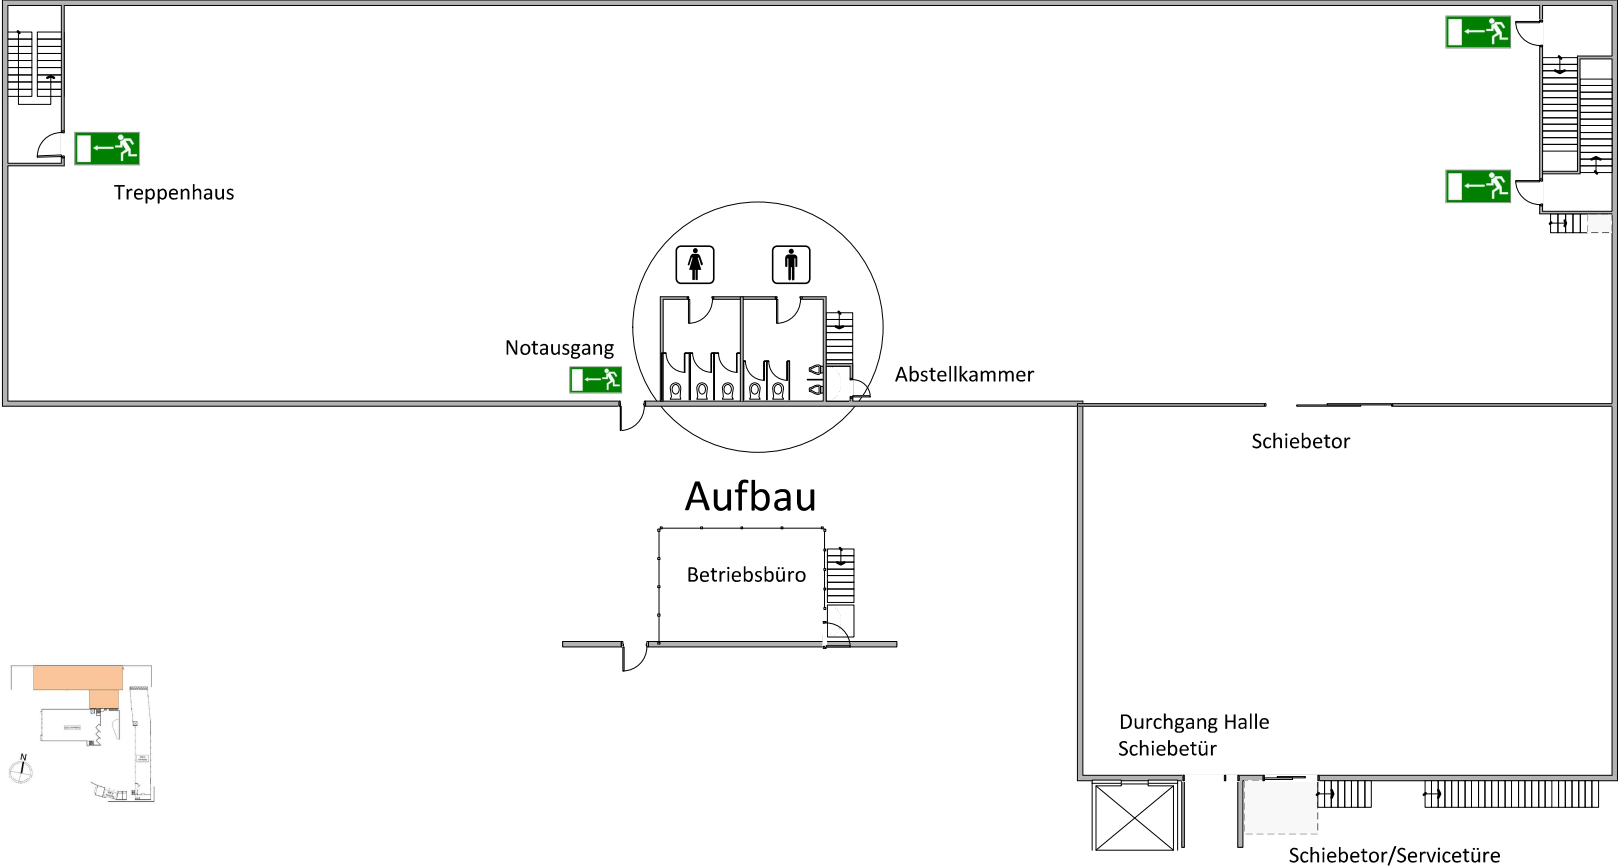 Treppenhaus
Notausgang
Abstellkammer
Schiebetor
Aufbau
Betriebsbüro
Durchgang Halle
Schiebetür
N
Schiebetor/Servicetüre